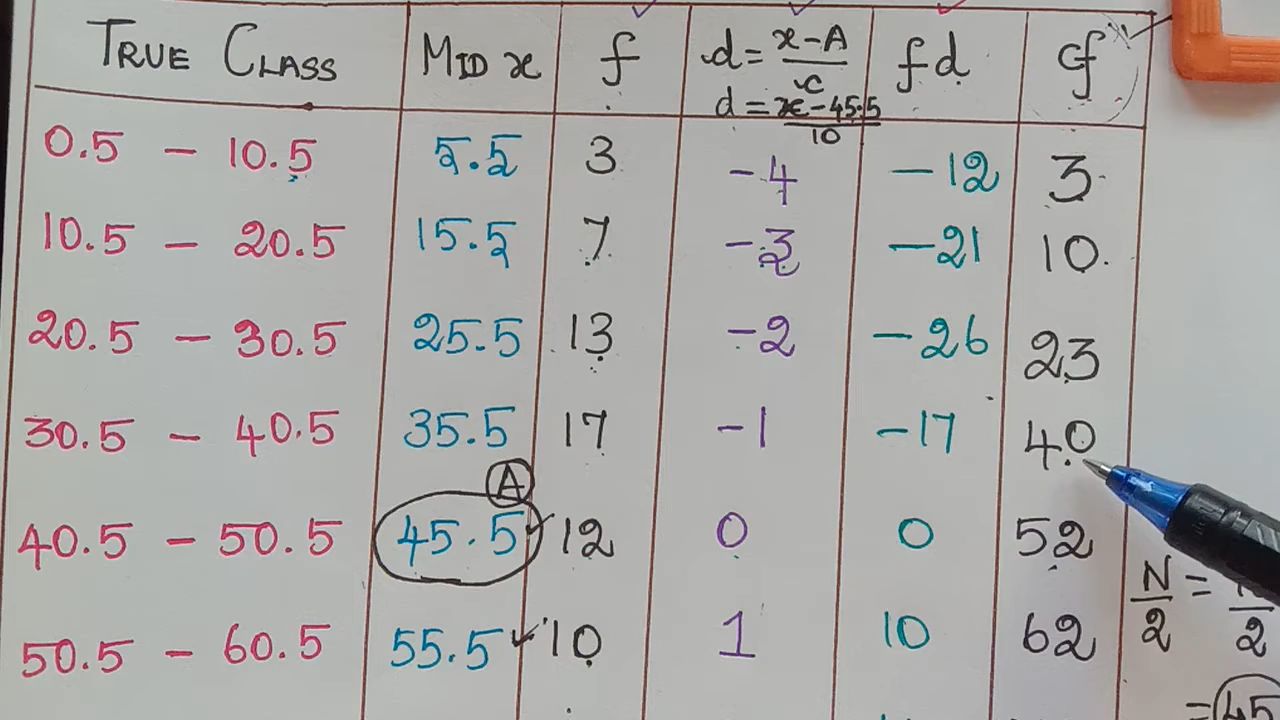 TRUE CLASS MID x f d = x-A/c fd cf
d = x-45.5/10
0.5 - 10.5 5.5 3 -4 -12 3
10.5 - 20.5 15.5 7 -3 -21 10
20.5 - 30.5 25.5 13 -2 -26 23
30.5 - 40.5 35.5 17 -1 -17 40
A
40.5 - 50.5 45.5 12 0 0 52
N/2 =
50.5 - 60.5 55.5 10 1 10 62
= 45